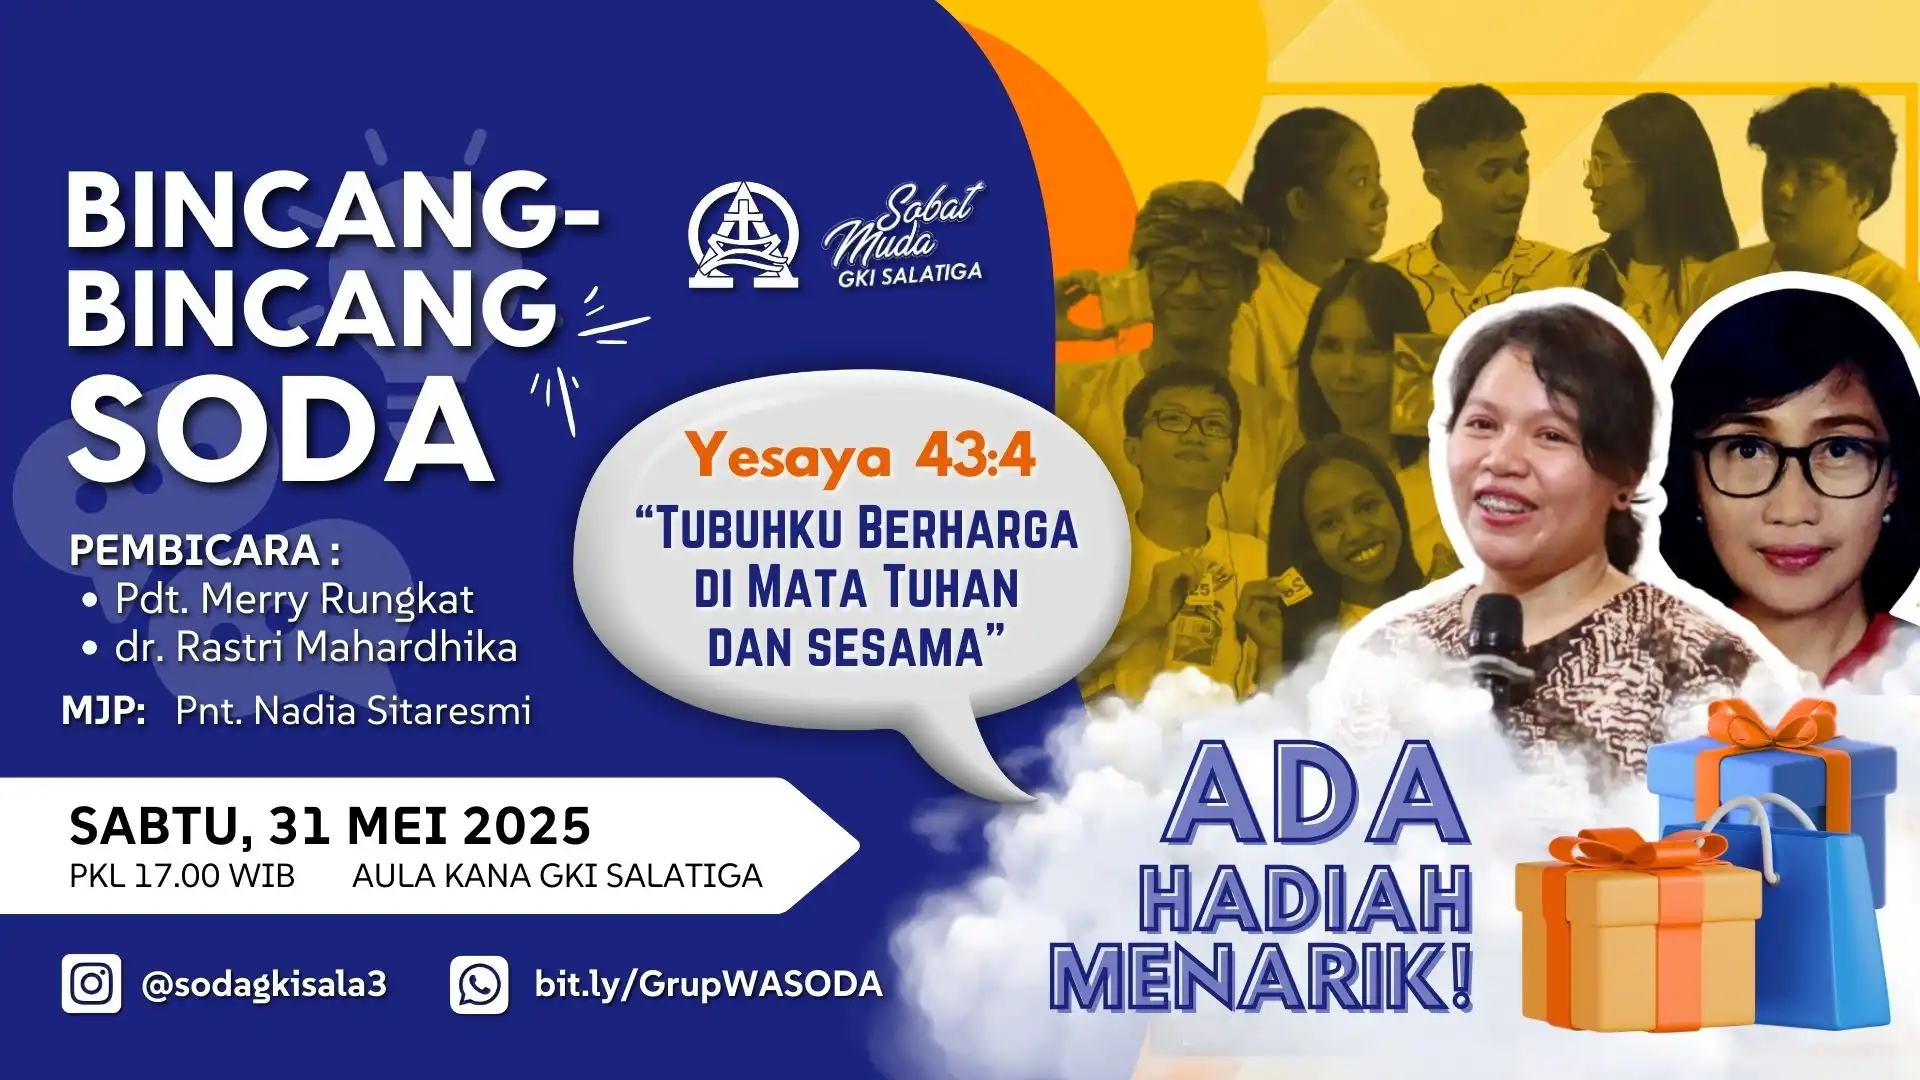 BINCANG-
BINCANG
SODA
Sobat
Muda
GKI SALATIGA
PEMBICARA :
• Pdt. Merry Rungkat
• dr. Rastri Mahardhika
MJP: Pnt. Nadia Sitaresmi
Yesaya 43:4
“TUBUHKU BERHARGA
DI MATA TUHAN
DAN SESAMA”
SABTU, 31 MEI 2025
PKL 17.00 WIB AULA KANA GKI SALATIGA
@sodagkisala3
bit.ly/GrupWASODA
ADA
HADIAH
MENARIK!